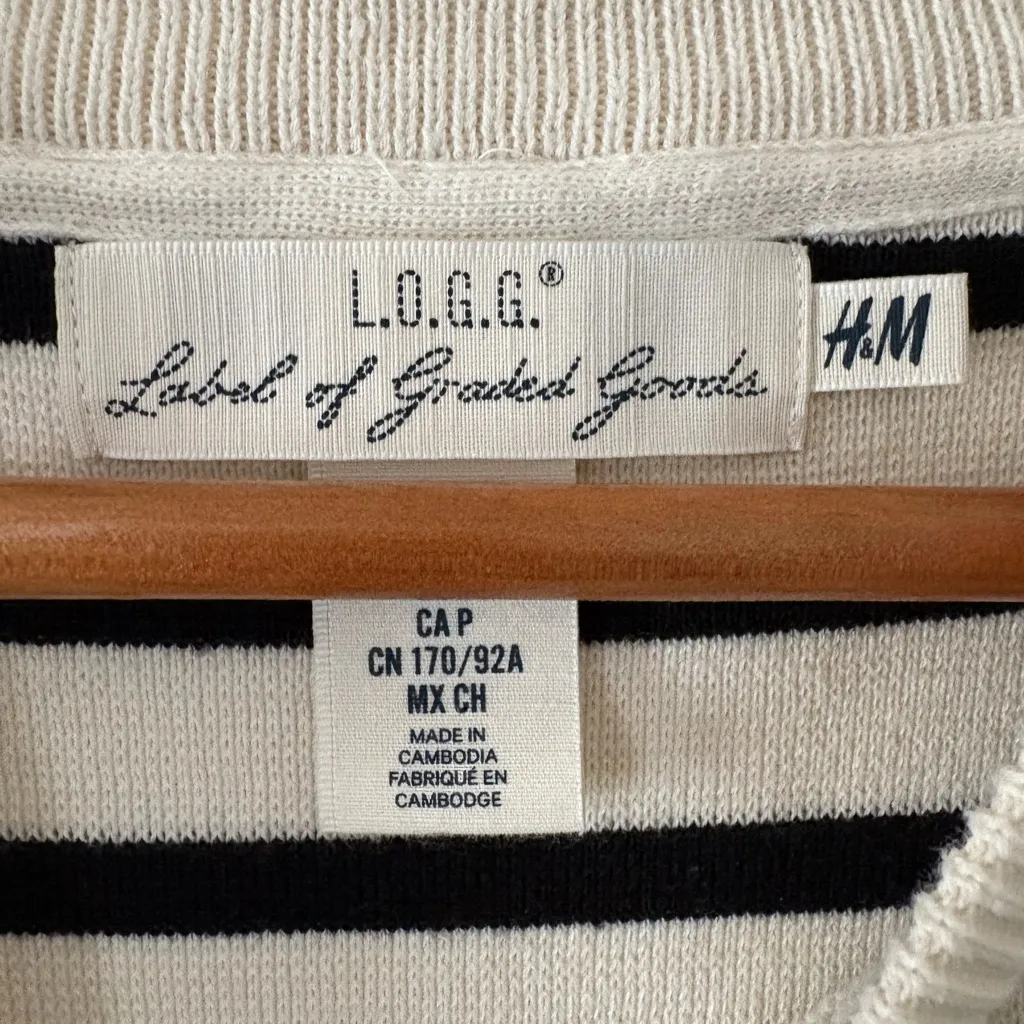 L.O.G.G.®
Label of Graded Goods
H&M
CA P
CN 170/92A
MX CH
MADE IN
CAMBODIA
FABRIQUÉ EN
CAMBODGE